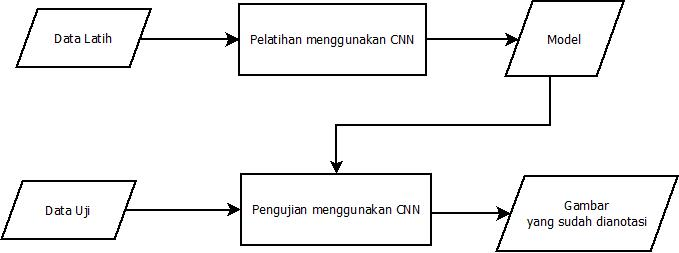 Data Latih
Pelatihan menggunakan CNN
Model
Data Uji
Pengujian menggunakan CNN
Gambar
yang sudah dianotasi